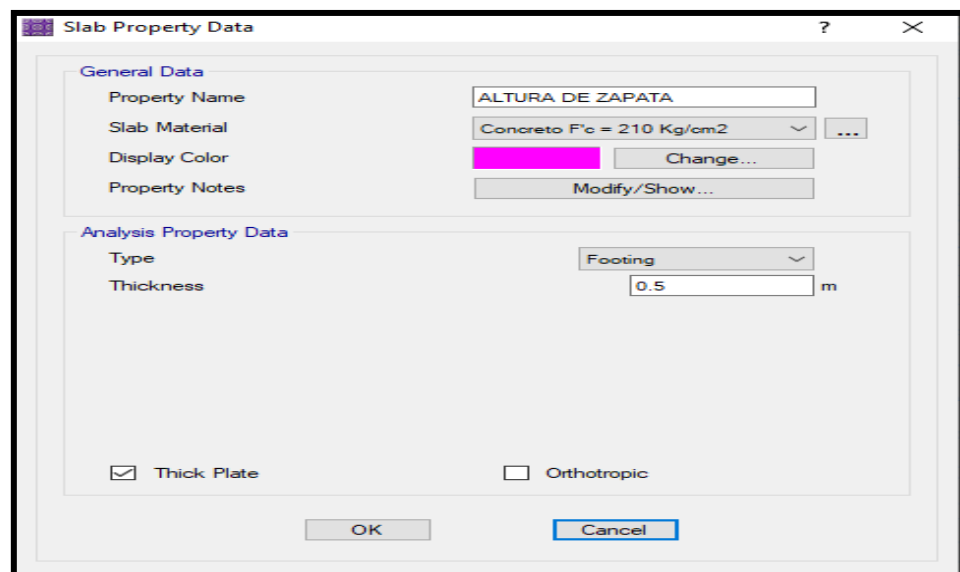 Slab Property Data ? ×
General Data
Property Name ALTURA DE ZAPATA
Slab Material Concreto F'c = 210 Kg/cm2 ...
Display Color Change...
Property Notes Modify/Show...
Analysis Property Data
Type Footing
Thickness 0.5 m
Thick Plate Orthotropic
OK Cancel